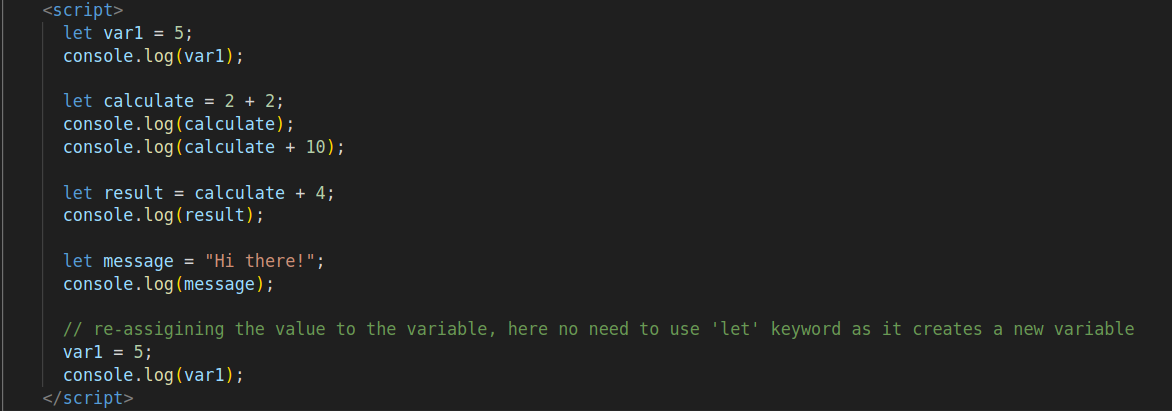 <script>
let var1 = 5;
console.log(var1);
let calculate = 2 + 2;
console.log(calculate);
console.log(calculate + 10);
let result = calculate + 4;
console.log(result);
let message = "Hi there!";
console.log(message);
// re-assigining the value to the variable, here no need to use 'let' keyword as it creates a new variable
var1 = 5;
console.log(var1);
</script>